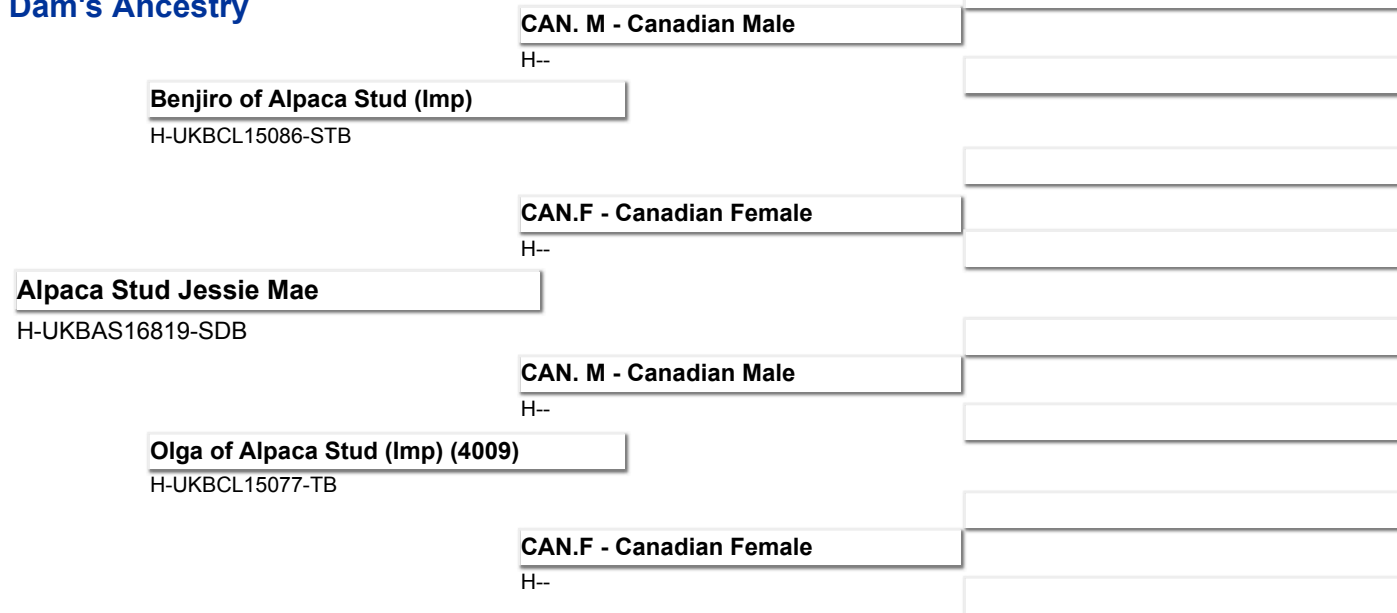 Dam's Ancestry
CAN. M - Canadian Male
H--
Benjiro of Alpaca Stud (Imp)
H-UKBCL15086-STB
CAN.F - Canadian Female
H--
Alpaca Stud Jessie Mae
H-UKBAS16819-SDB
CAN. M - Canadian Male
H--
Olga of Alpaca Stud (Imp) (4009)
H-UKBCL15077-TB
CAN.F - Canadian Female
H--